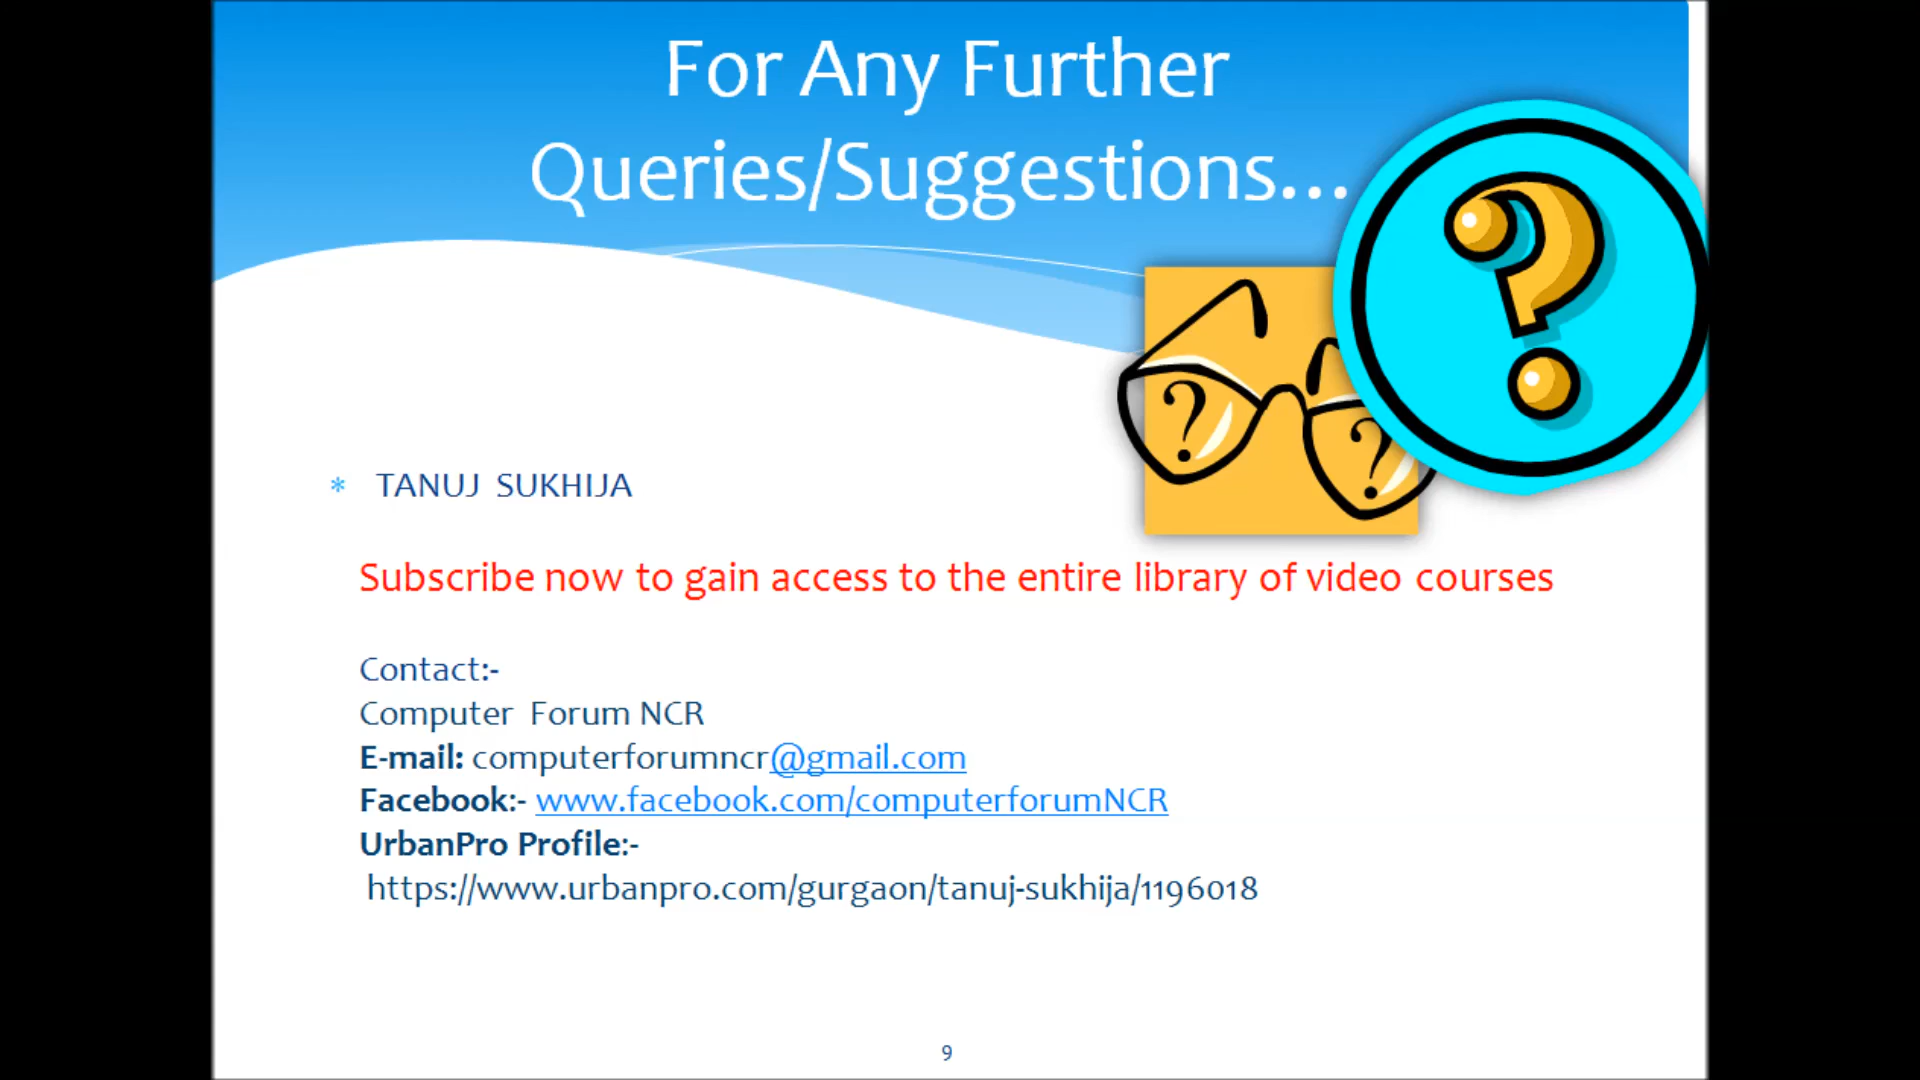 For Any Further
Queries/Suggestions...
?
?
?
* TANUJ SUKHIJA
Subscribe now to gain access to the entire library of video courses
Contact:-
Computer Forum NCR
E-mail: computerforumncr@gmail.com
Facebook:- www.facebook.com/computerforumNCR
UrbanPro Profile:-
https://www.urbanpro.com/gurgaon/tanuj-sukhija/1196018
9